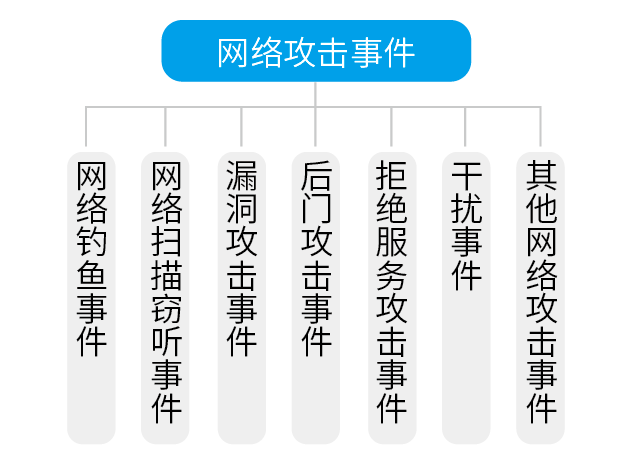 网络攻击事件
网络钓鱼事件
网络扫描窃听事件
漏洞攻击事件
后门攻击事件
拒绝服务攻击事件
干扰事件
其他网络攻击事件